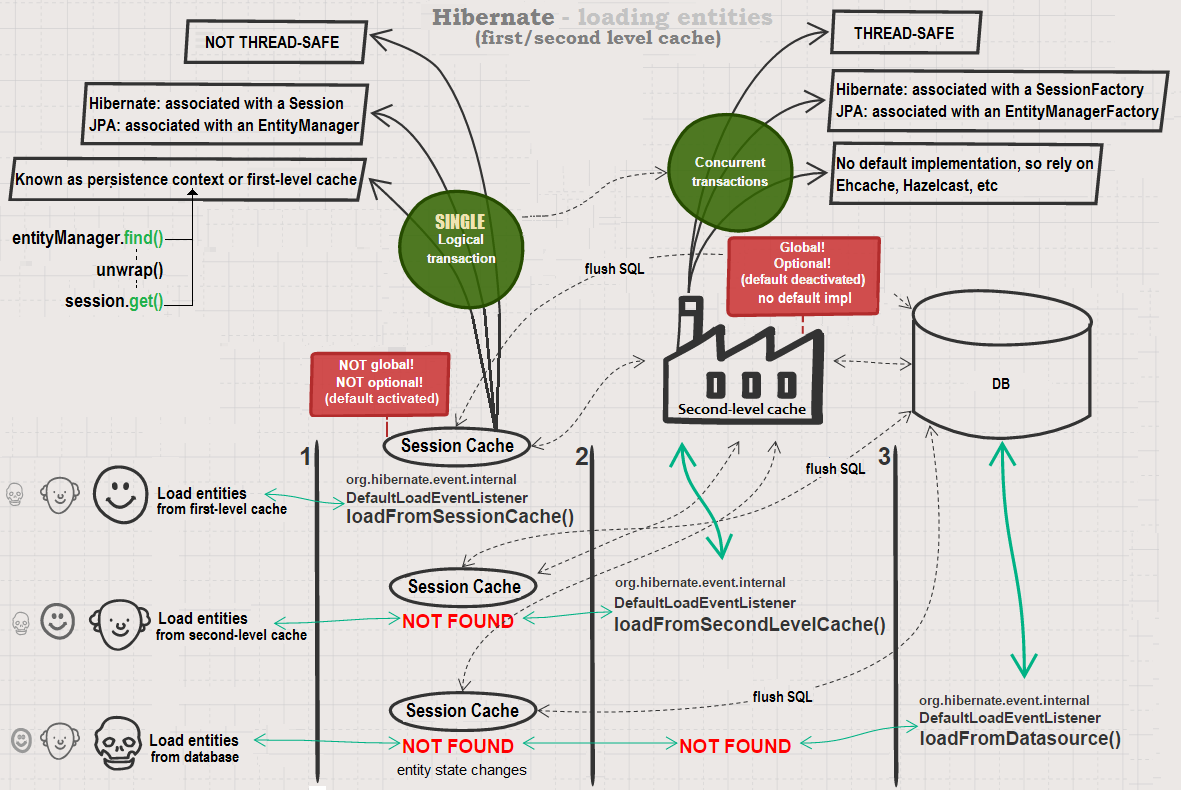 Hibernate - loading entities
(first/second level cache)
NOT THREAD-SAFE
Hibernate: associated with a Session
JPA: associated with an EntityManager
Known as persistence context or first-level cache
entityManager.find()
unwrap()
session.get()
SINGLE
Logical
transaction
THREAD-SAFE
Hibernate: associated with a SessionFactory
JPA: associated with an EntityManagerFactory
No default implementation, so rely on
Ehcache, Hazelcast, etc
Concurrent
transactions
Global!
Optional!
(default deactivated)
no default impl
flush SQL
NOT global!
NOT optional!
(default activated)
Second-level cache
DB
1
Session Cache
2
3
flush SQL
Load entities
from first-level cache
org.hibernate.event.internal
DefaultLoadEventListener
loadFromSessionCache()
Session Cache
Load entities
from second-level cache
NOT FOUND
org.hibernate.event.internal
DefaultLoadEventListener
loadFromSecondLevelCache()
flush SQL
Session Cache
Load entities
from database
NOT FOUND
entity state changes
NOT FOUND
org.hibernate.event.internal
DefaultLoadEventListener
loadFromDatasource()